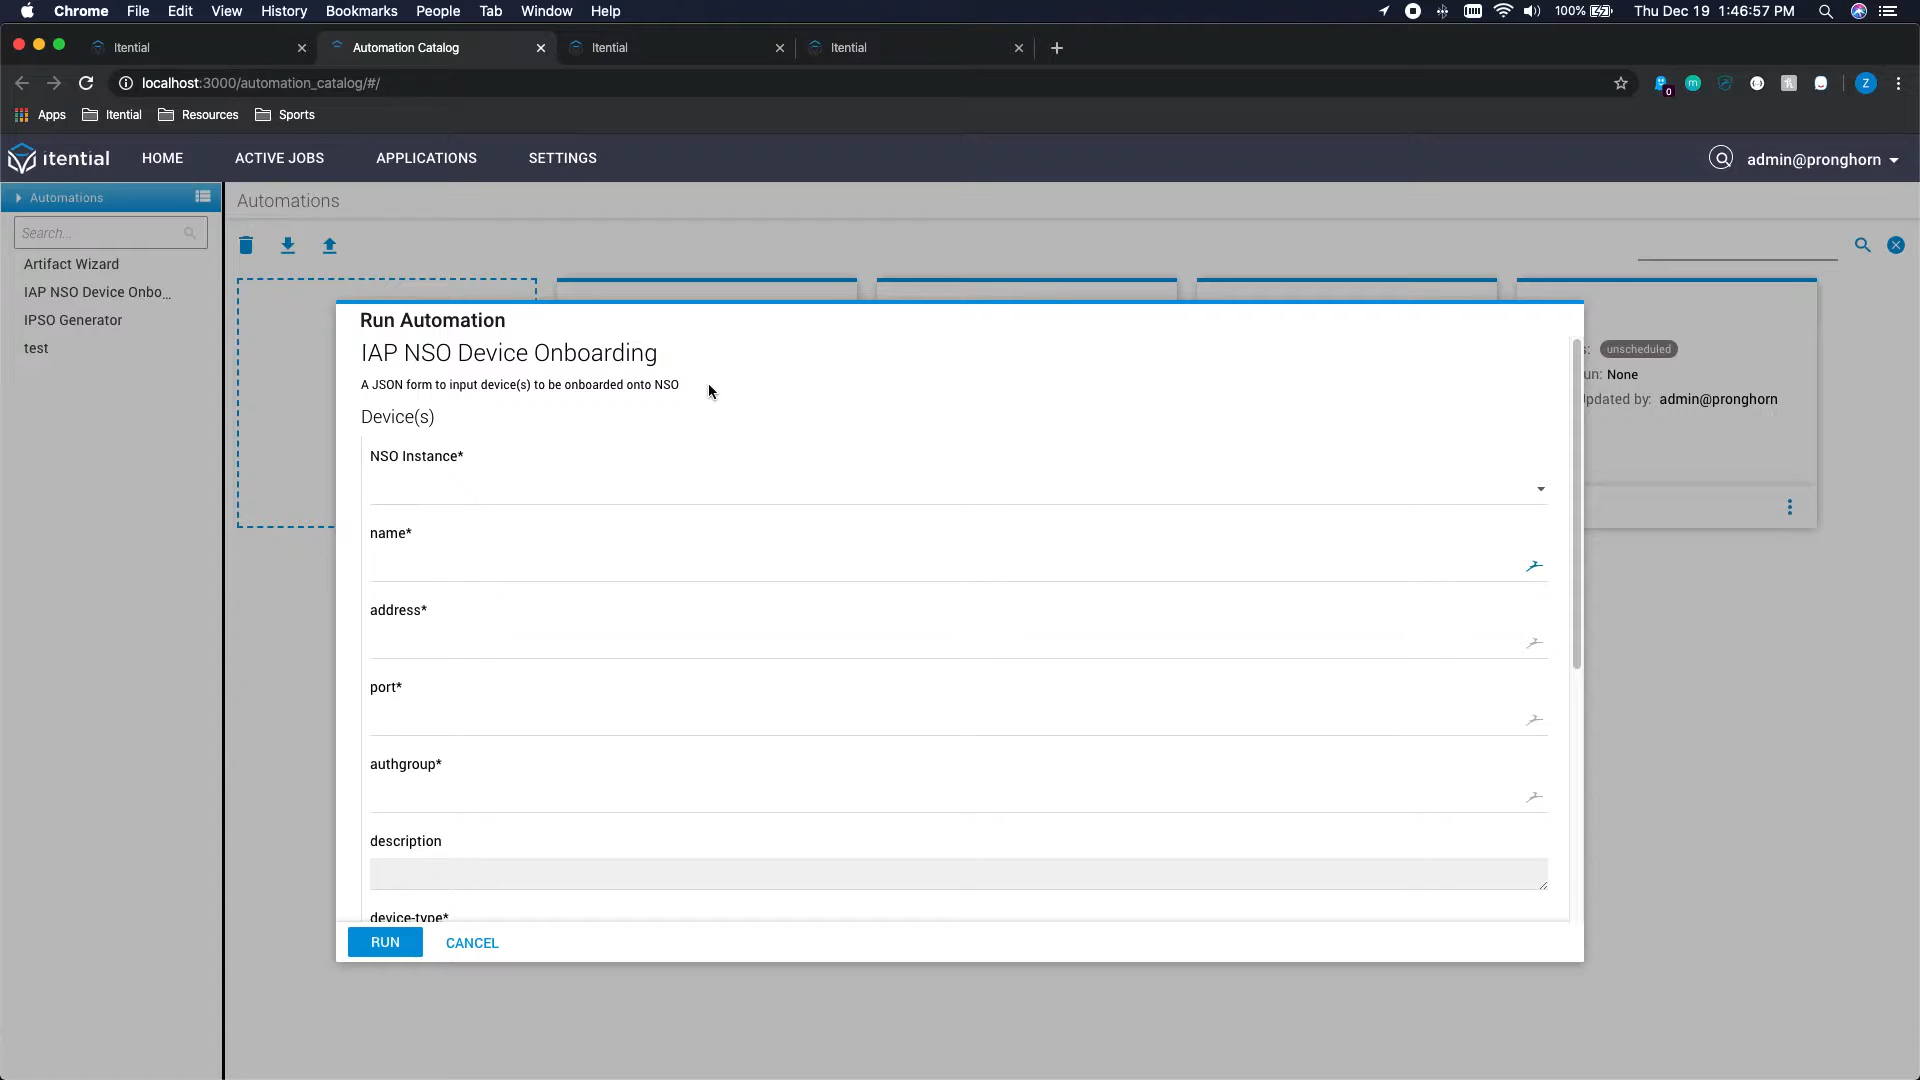 Chrome File Edit View History Bookmarks People Tab Window Help 100% Thu Dec 19 1:46:57 PM
Itential Automation Catalog Itential Itential
localhost:3000/automation_catalog/#/ 0 m Z
Apps Itential Resources Sports
itential HOME ACTIVE JOBS APPLICATIONS SETTINGS admin@pronghorn
Automations
Automations
Search...
Artifact Wizard
IAP NSO Device Onbo...
IPSO Generator
test
Run Automation
IAP NSO Device Onboarding
A JSON form to input device(s) to be onboarded onto NSO
Device(s)
NSO Instance*
name*
address*
port*
authgroup*
description
device-type*
RUN CANCEL
s: unscheduled
un: None
pdated by: admin@pronghorn